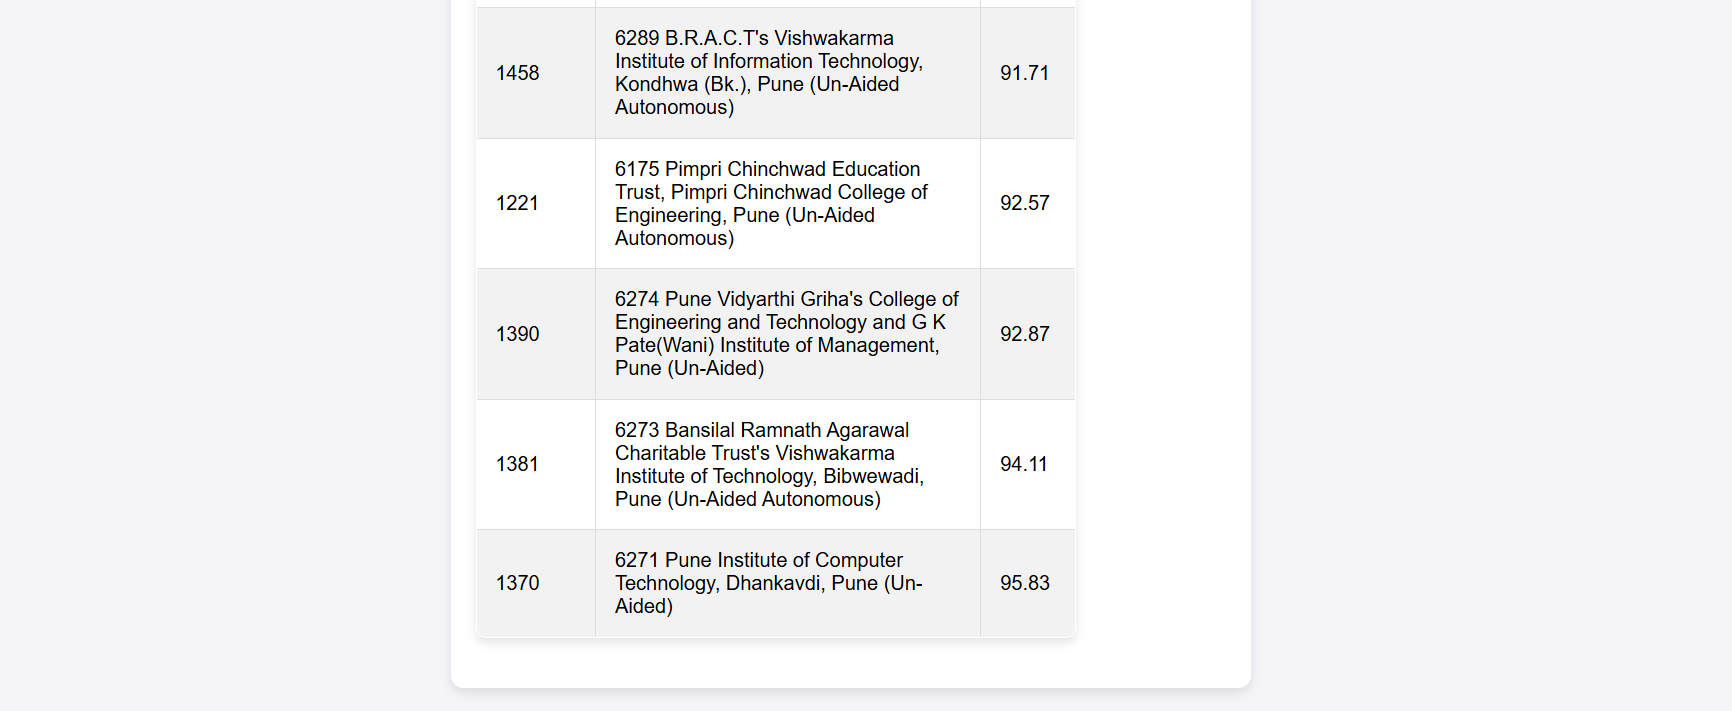 1458
6289 B.R.A.C.T's Vishwakarma
Institute of Information Technology,
Kondhwa (Bk.), Pune (Un-Aided
Autonomous)
91.71
1221
6175 Pimpri Chinchwad Education
Trust, Pimpri Chinchwad College of
Engineering, Pune (Un-Aided
Autonomous)
92.57
1390
6274 Pune Vidyarthi Griha's College of
Engineering and Technology and G K
Pate(Wani) Institute of Management,
Pune (Un-Aided)
92.87
1381
6273 Bansilal Ramnath Agarawal
Charitable Trust's Vishwakarma
Institute of Technology, Bibwewadi,
Pune (Un-Aided Autonomous)
94.11
1370
6271 Pune Institute of Computer
Technology, Dhankavdi, Pune (Un-
Aided)
95.83